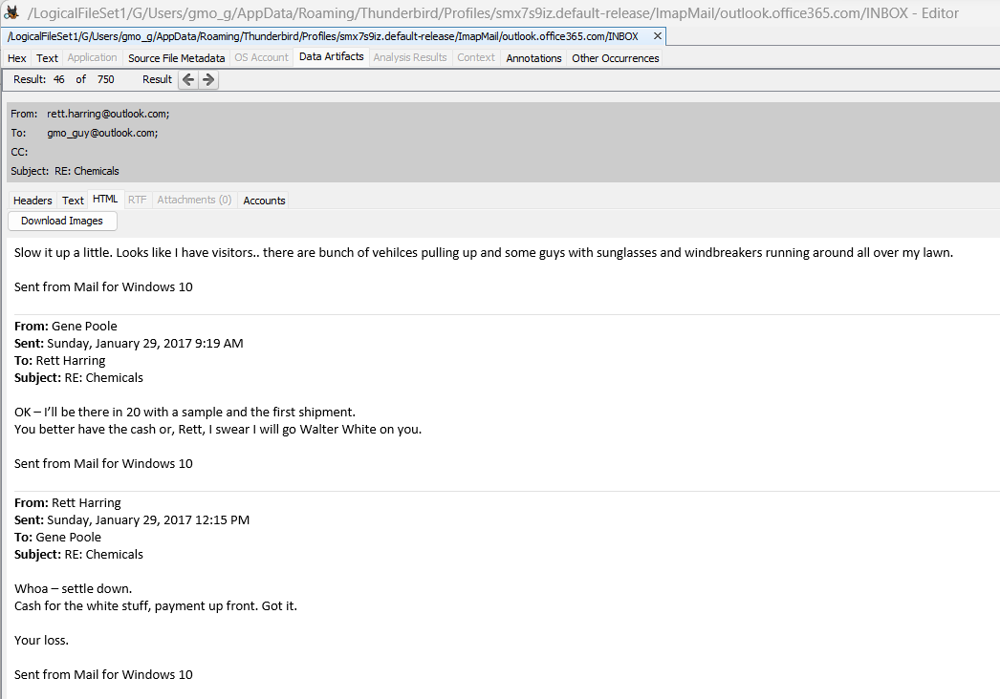 /LogicalFileSet1/G/Users/gmo_g/AppData/Roaming/Thunderbird/Profiles/smx7s9iz.default-release/ImapMail/outlook.office365.com/INBOX - Editor
/LogicalFileSet1/G/Users/gmo_g/AppData/Roaming/Thunderbird/Profiles/smx7s9iz.default-release/ImapMail/outlook.office365.com/INBOX ×
Hex Text Application Source File Metadata OS Account Data Artifacts Analysis Results Context Annotations Other Occurrences
Result: 46 of 750 Result
From: rett.harring@outlook.com;
To: gmo_guy@outlook.com;
CC:
Subject: RE: Chemicals
Headers Text HTML RTF Attachments (0) Accounts
Download Images
Slow it up a little. Looks like I have visitors.. there are bunch of vehilces pulling up and some guys with sunglasses and windbreakers running around all over my lawn.
Sent from Mail for Windows 10
From: Gene Poole
Sent: Sunday, January 29, 2017 9:19 AM
To: Rett Harring
Subject: RE: Chemicals
OK – I’ll be there in 20 with a sample and the first shipment.
You better have the cash or, Rett, I swear I will go Walter White on you.
Sent from Mail for Windows 10
From: Rett Harring
Sent: Sunday, January 29, 2017 12:15 PM
To: Gene Poole
Subject: RE: Chemicals
Whoa – settle down.
Cash for the white stuff, payment up front. Got it.
Your loss.
Sent from Mail for Windows 10